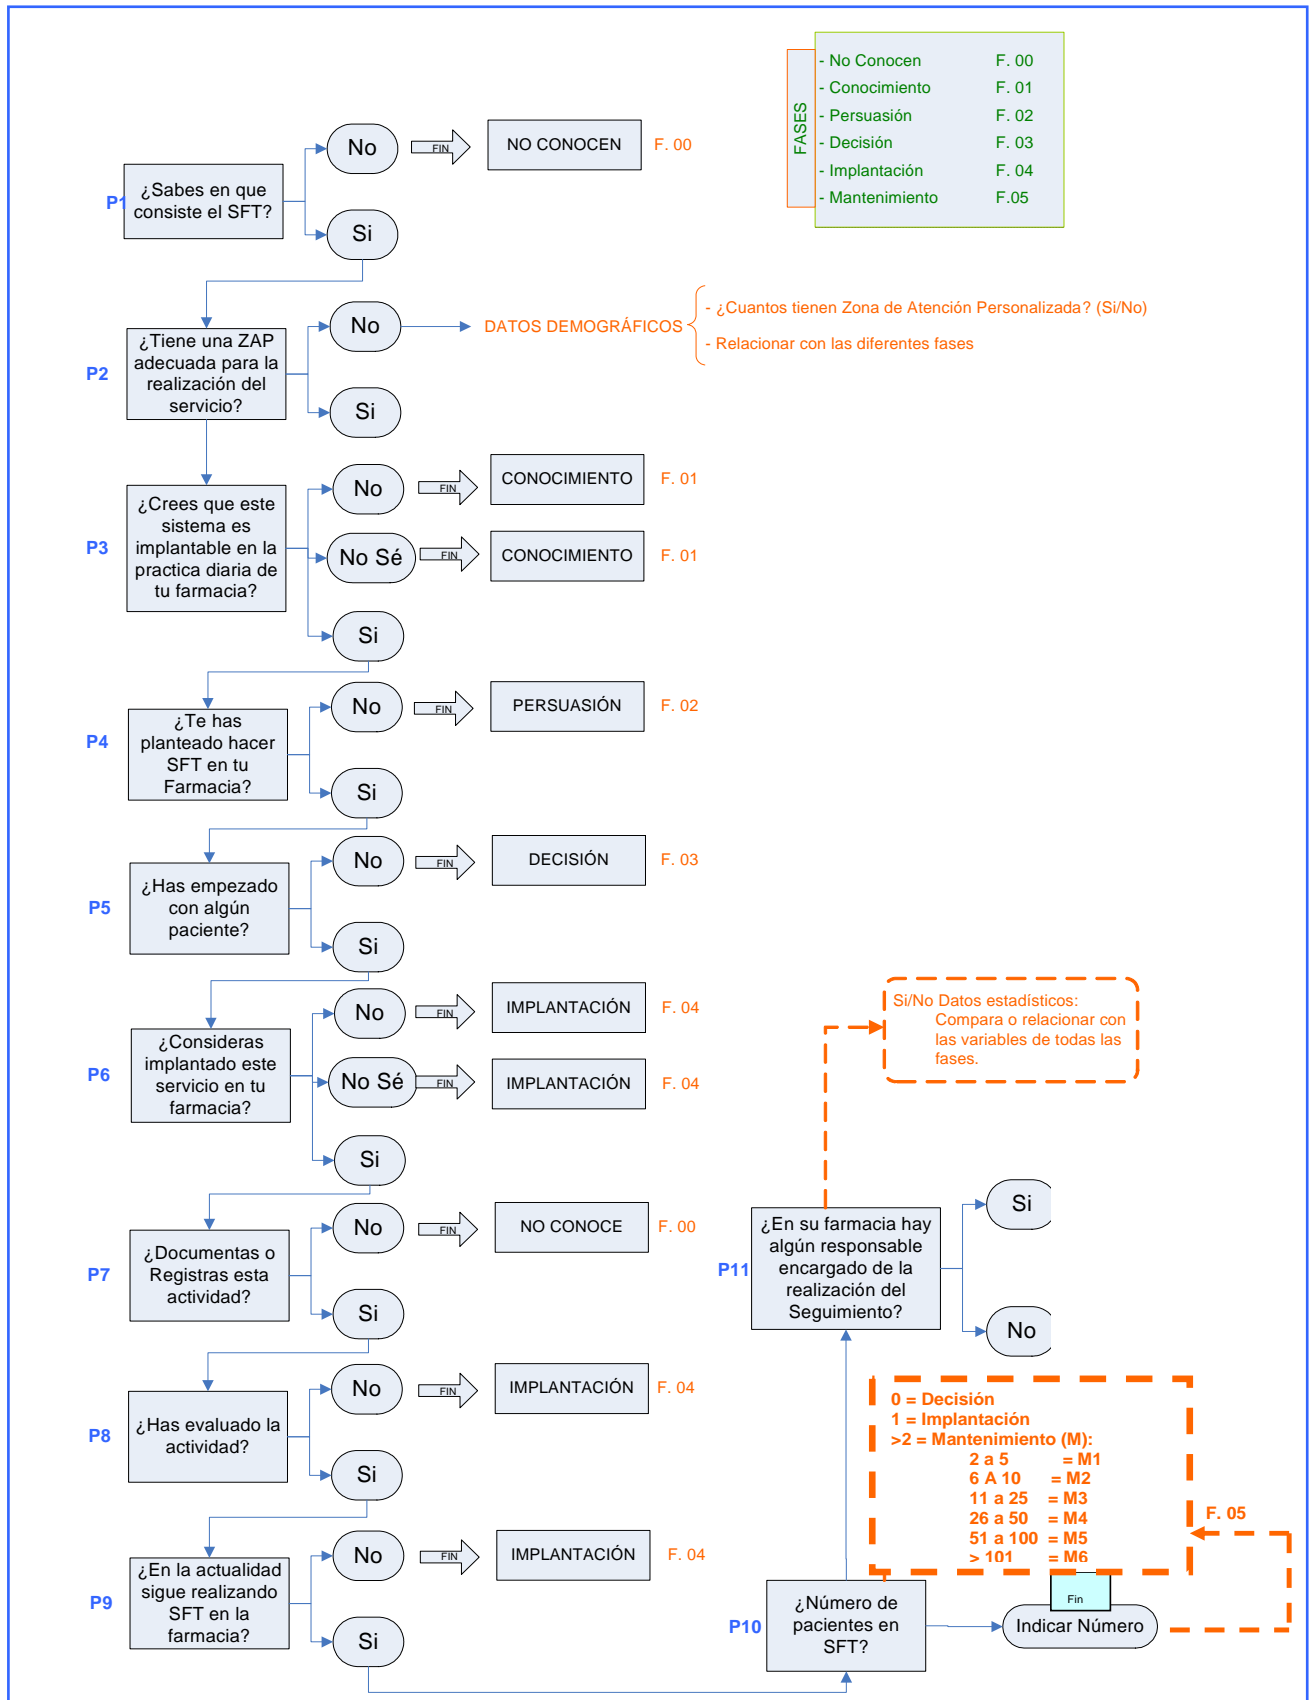 FASES
- No Conocen F. 00
- Conocimiento F. 01
- Persuasión F. 02
- Decisión F. 03
- Implantación F. 04
- Mantenimiento F.05
P1
¿Sabes en que
consiste el SFT?
No
FIN
NO CONOCEN
F. 00
Si
P2
¿Tiene una ZAP
adecuada para la
realización del
servicio?
No
DATOS DEMOGRÁFICOS
- ¿Cuantos tienen Zona de Atención Personalizada? (Si/No)
- Relacionar con las diferentes fases
Si
P3
¿Crees que este
sistema es
implantable en la
practica diaria de
tu farmacia?
No
FIN
CONOCIMIENTO
F. 01
No Sé
FIN
CONOCIMIENTO
F. 01
Si
P4
¿Te has
planteado hacer
SFT en tu
Farmacia?
No
FIN
PERSUASIÓN
F. 02
Si
P5
¿Has empezado
con algún
paciente?
No
FIN
DECISIÓN
F. 03
Si
P6
¿Consideras
implantado este
servicio en tu
farmacia?
No
FIN
IMPLANTACIÓN
F. 04
No Sé
FIN
IMPLANTACIÓN
F. 04
Si
P7
¿Documentas o
Registras esta
actividad?
No
FIN
NO CONOCE
F. 00
Si
P8
¿Has evaluado la
actividad?
No
FIN
IMPLANTACIÓN
F. 04
Si
P9
¿En la actualidad
sigue realizando
SFT en la
farmacia?
No
FIN
IMPLANTACIÓN
F. 04
Si
Si/No Datos estadísticos:
Compara o relacionar con
las variables de todas las
fases.
P11
¿En su farmacia hay
algún responsable
encargado de la
realización del
Seguimiento?
Si
No
0 = Decisión
1 = Implantación
>2 = Mantenimiento (M):
2 a 5 = M1
6 A 10 = M2
11 a 25 = M3
26 a 50 = M4
51 a 100 = M5
> 101 = M6
F. 05
P10
¿Número de
pacientes en
SFT?
Fin
Indicar Número